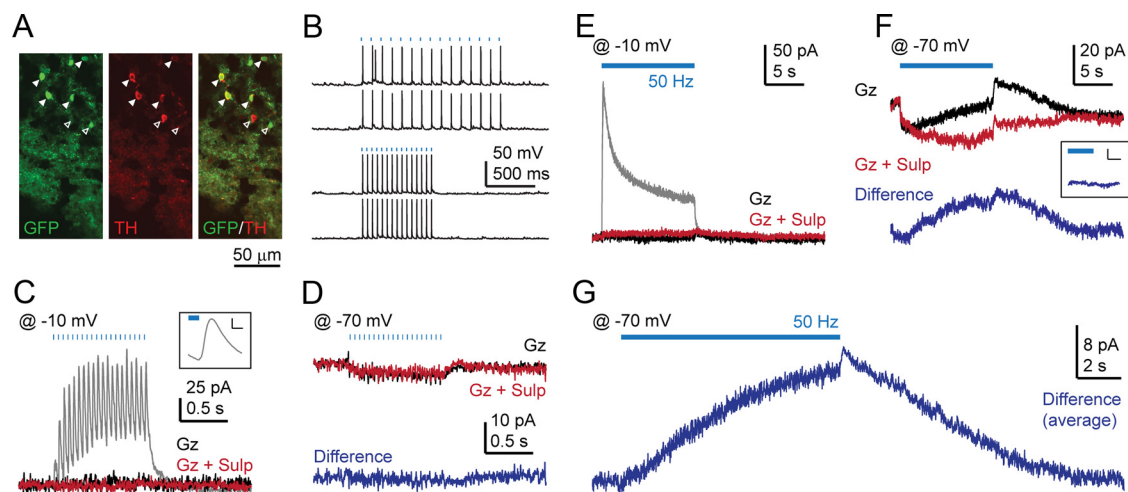 A
GFP
TH
GFP/TH
50 μm
B
50 mV
500 ms
C
@ -10 mV
25 pA
0.5 s
Gz
Gz + Sulp
D
@ -70 mV
Gz
Gz + Sulp
10 pA
0.5 s
Difference
E
@ -10 mV
50 Hz
50 pA
5 s
Gz
Gz + Sulp
F
@ -70 mV
20 pA
5 s
Gz
Gz + Sulp
Difference
G
@ -70 mV
50 Hz
8 pA
2 s
Difference
(average)